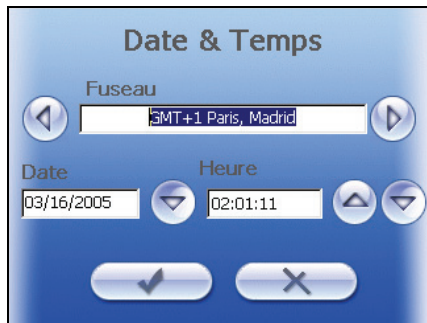 Date & Temps
Fuseau
GMT+1 Paris, Madrid
Date
Heure
03/16/2005
02:01:11